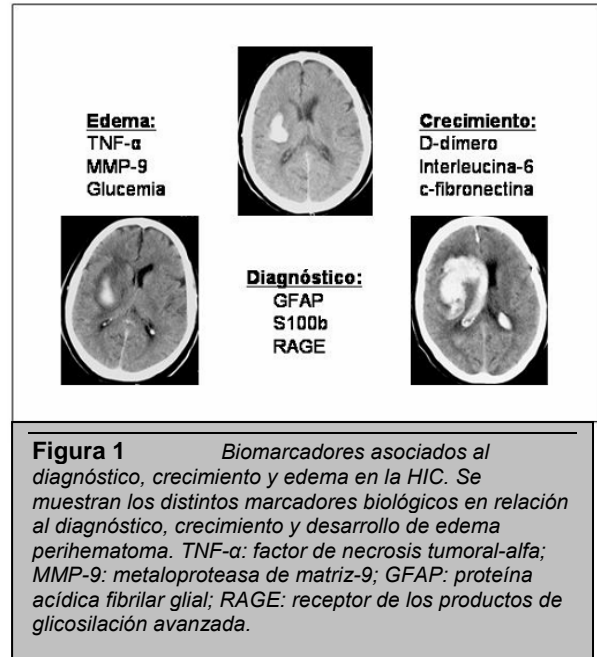 Edema:
TNF-α
MMP-9
Glucemia
Crecimiento:
D-dímero
Interleucina-6
c-fibronectina
Diagnóstico:
GFAP
S100b
RAGE
Figura 1 Biomarcadores asociados al
diagnóstico, crecimiento y edema en la HIC. Se
muestran los distintos marcadores biológicos en relación
al diagnóstico, crecimiento y desarrollo de edema
perihematoma. TNF-α: factor de necrosis tumoral-alfa;
MMP-9: metaloproteasa de matriz-9; GFAP: proteína
acídica fibrilar glial; RAGE: receptor de los productos de
glicosilación avanzada.